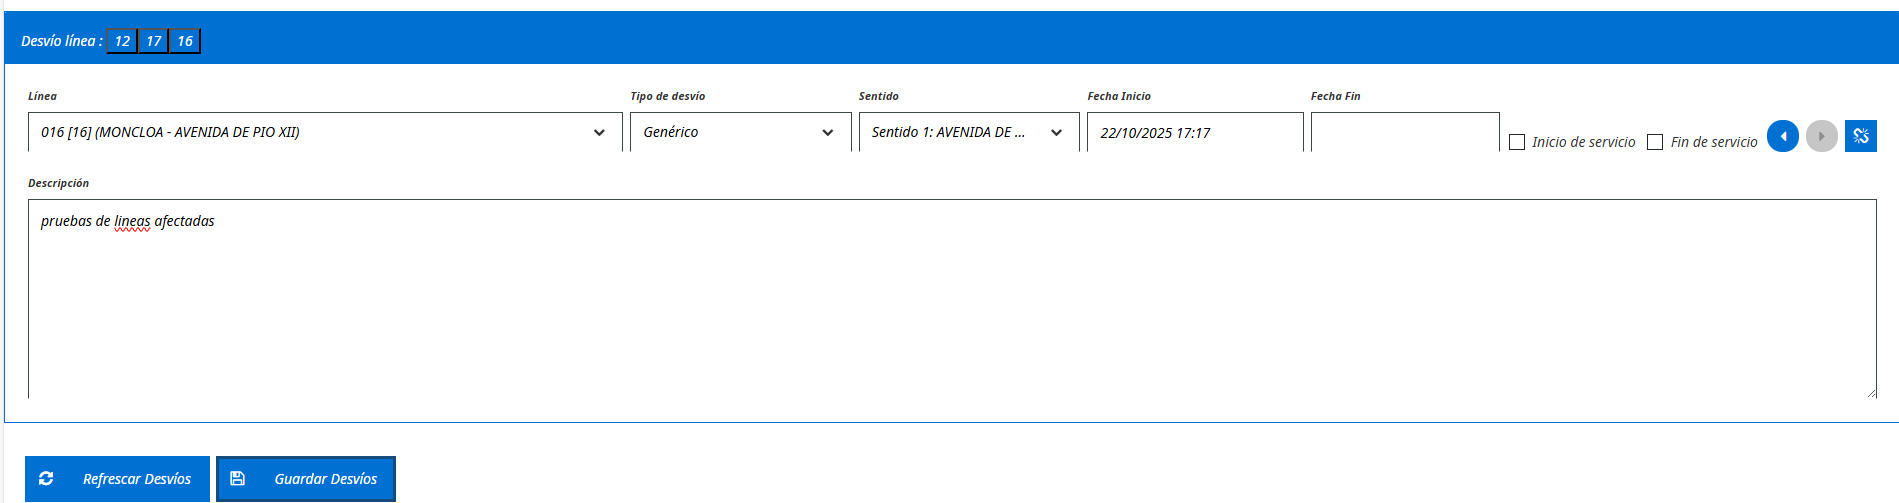 Desvío línea : 12 17 16
Línea Tipo de desvío Sentido Fecha Inicio Fecha Fin
016 [16] (MONCLOA - AVENIDA DE PIO XII) Genérico Sentido 1: AVENIDA DE ... 22/10/2025 17:17
Inicio de servicio Fin de servicio
Descripción
pruebas de lineas afectadas
Refrescar Desvíos Guardar Desvíos